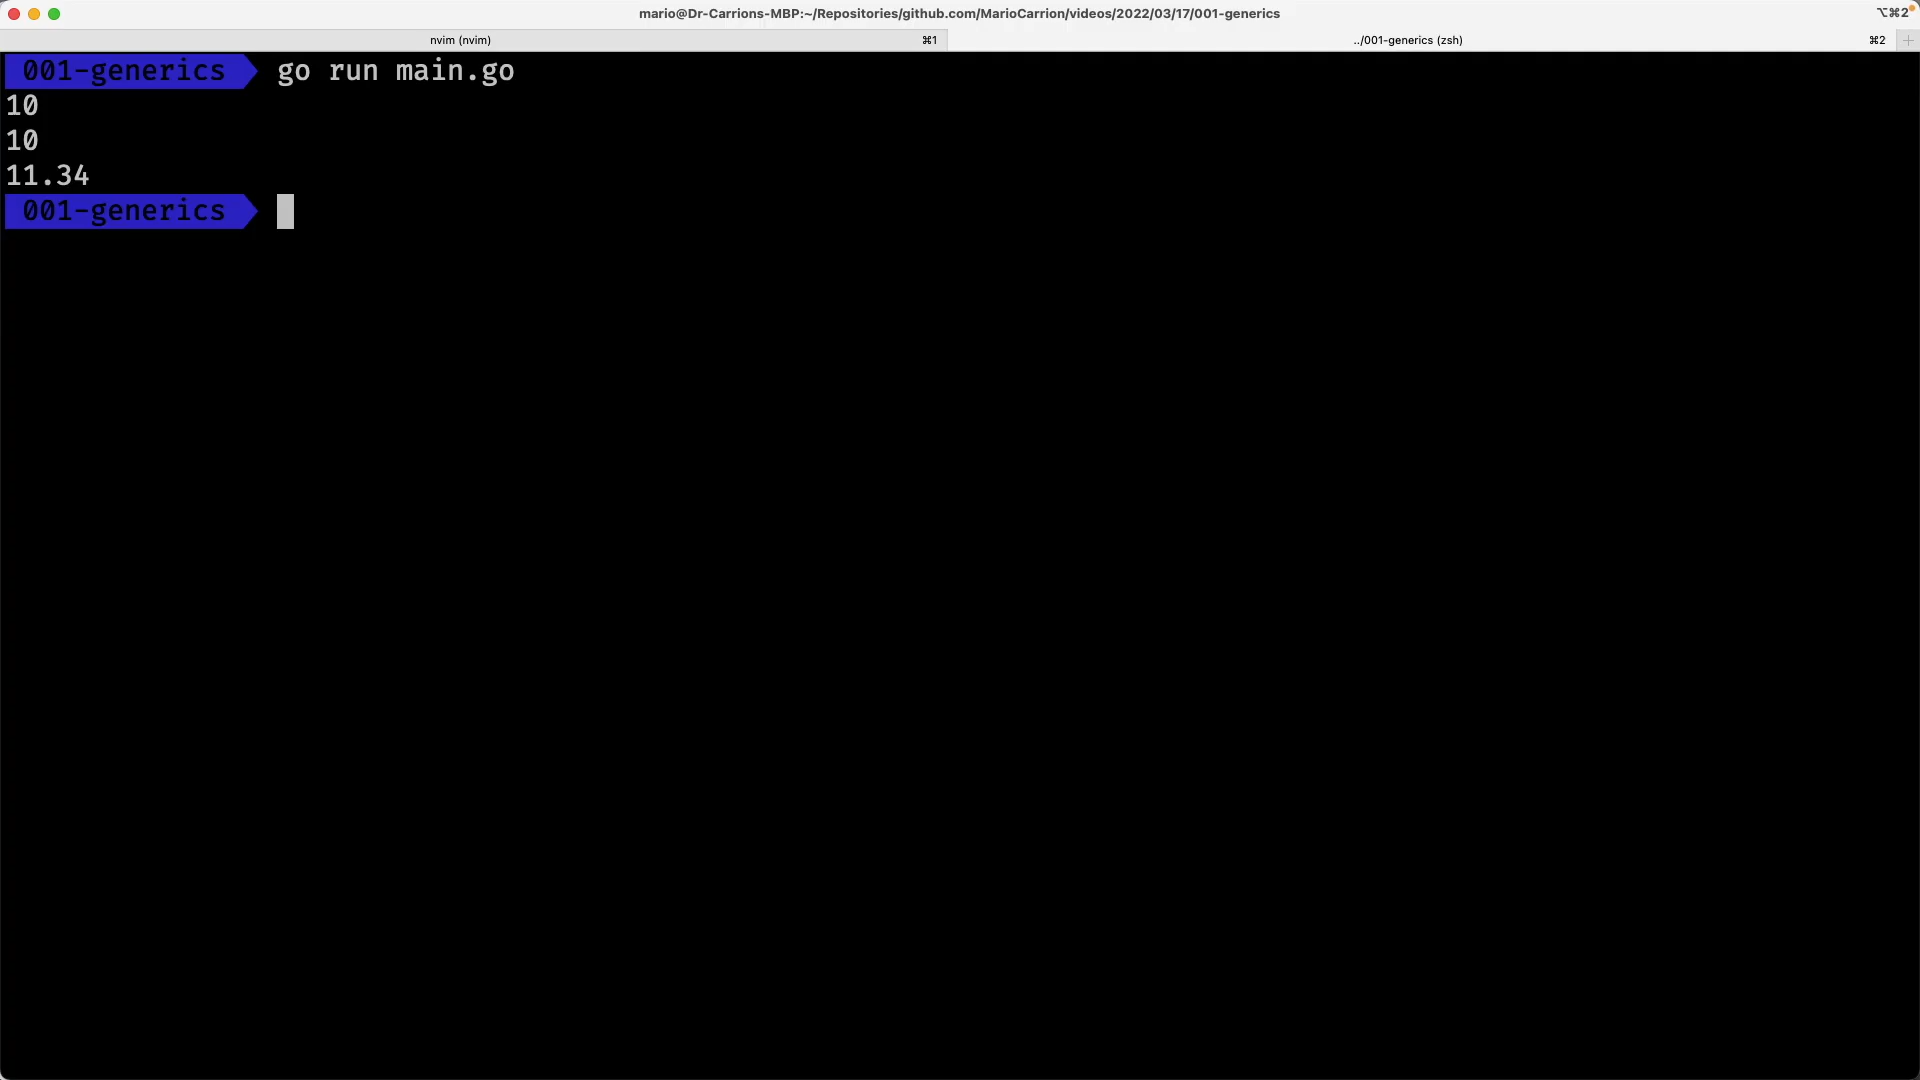 mario@Dr-Carrions-MBP:~/Repositories/github.com/MarioCarrion/videos/2022/03/17/001-generics
⌥⌘2
nvim (nvim)
⌘1
../001-generics (zsh)
⌘2
001-generics go run main.go
10
10
11.34
001-generics